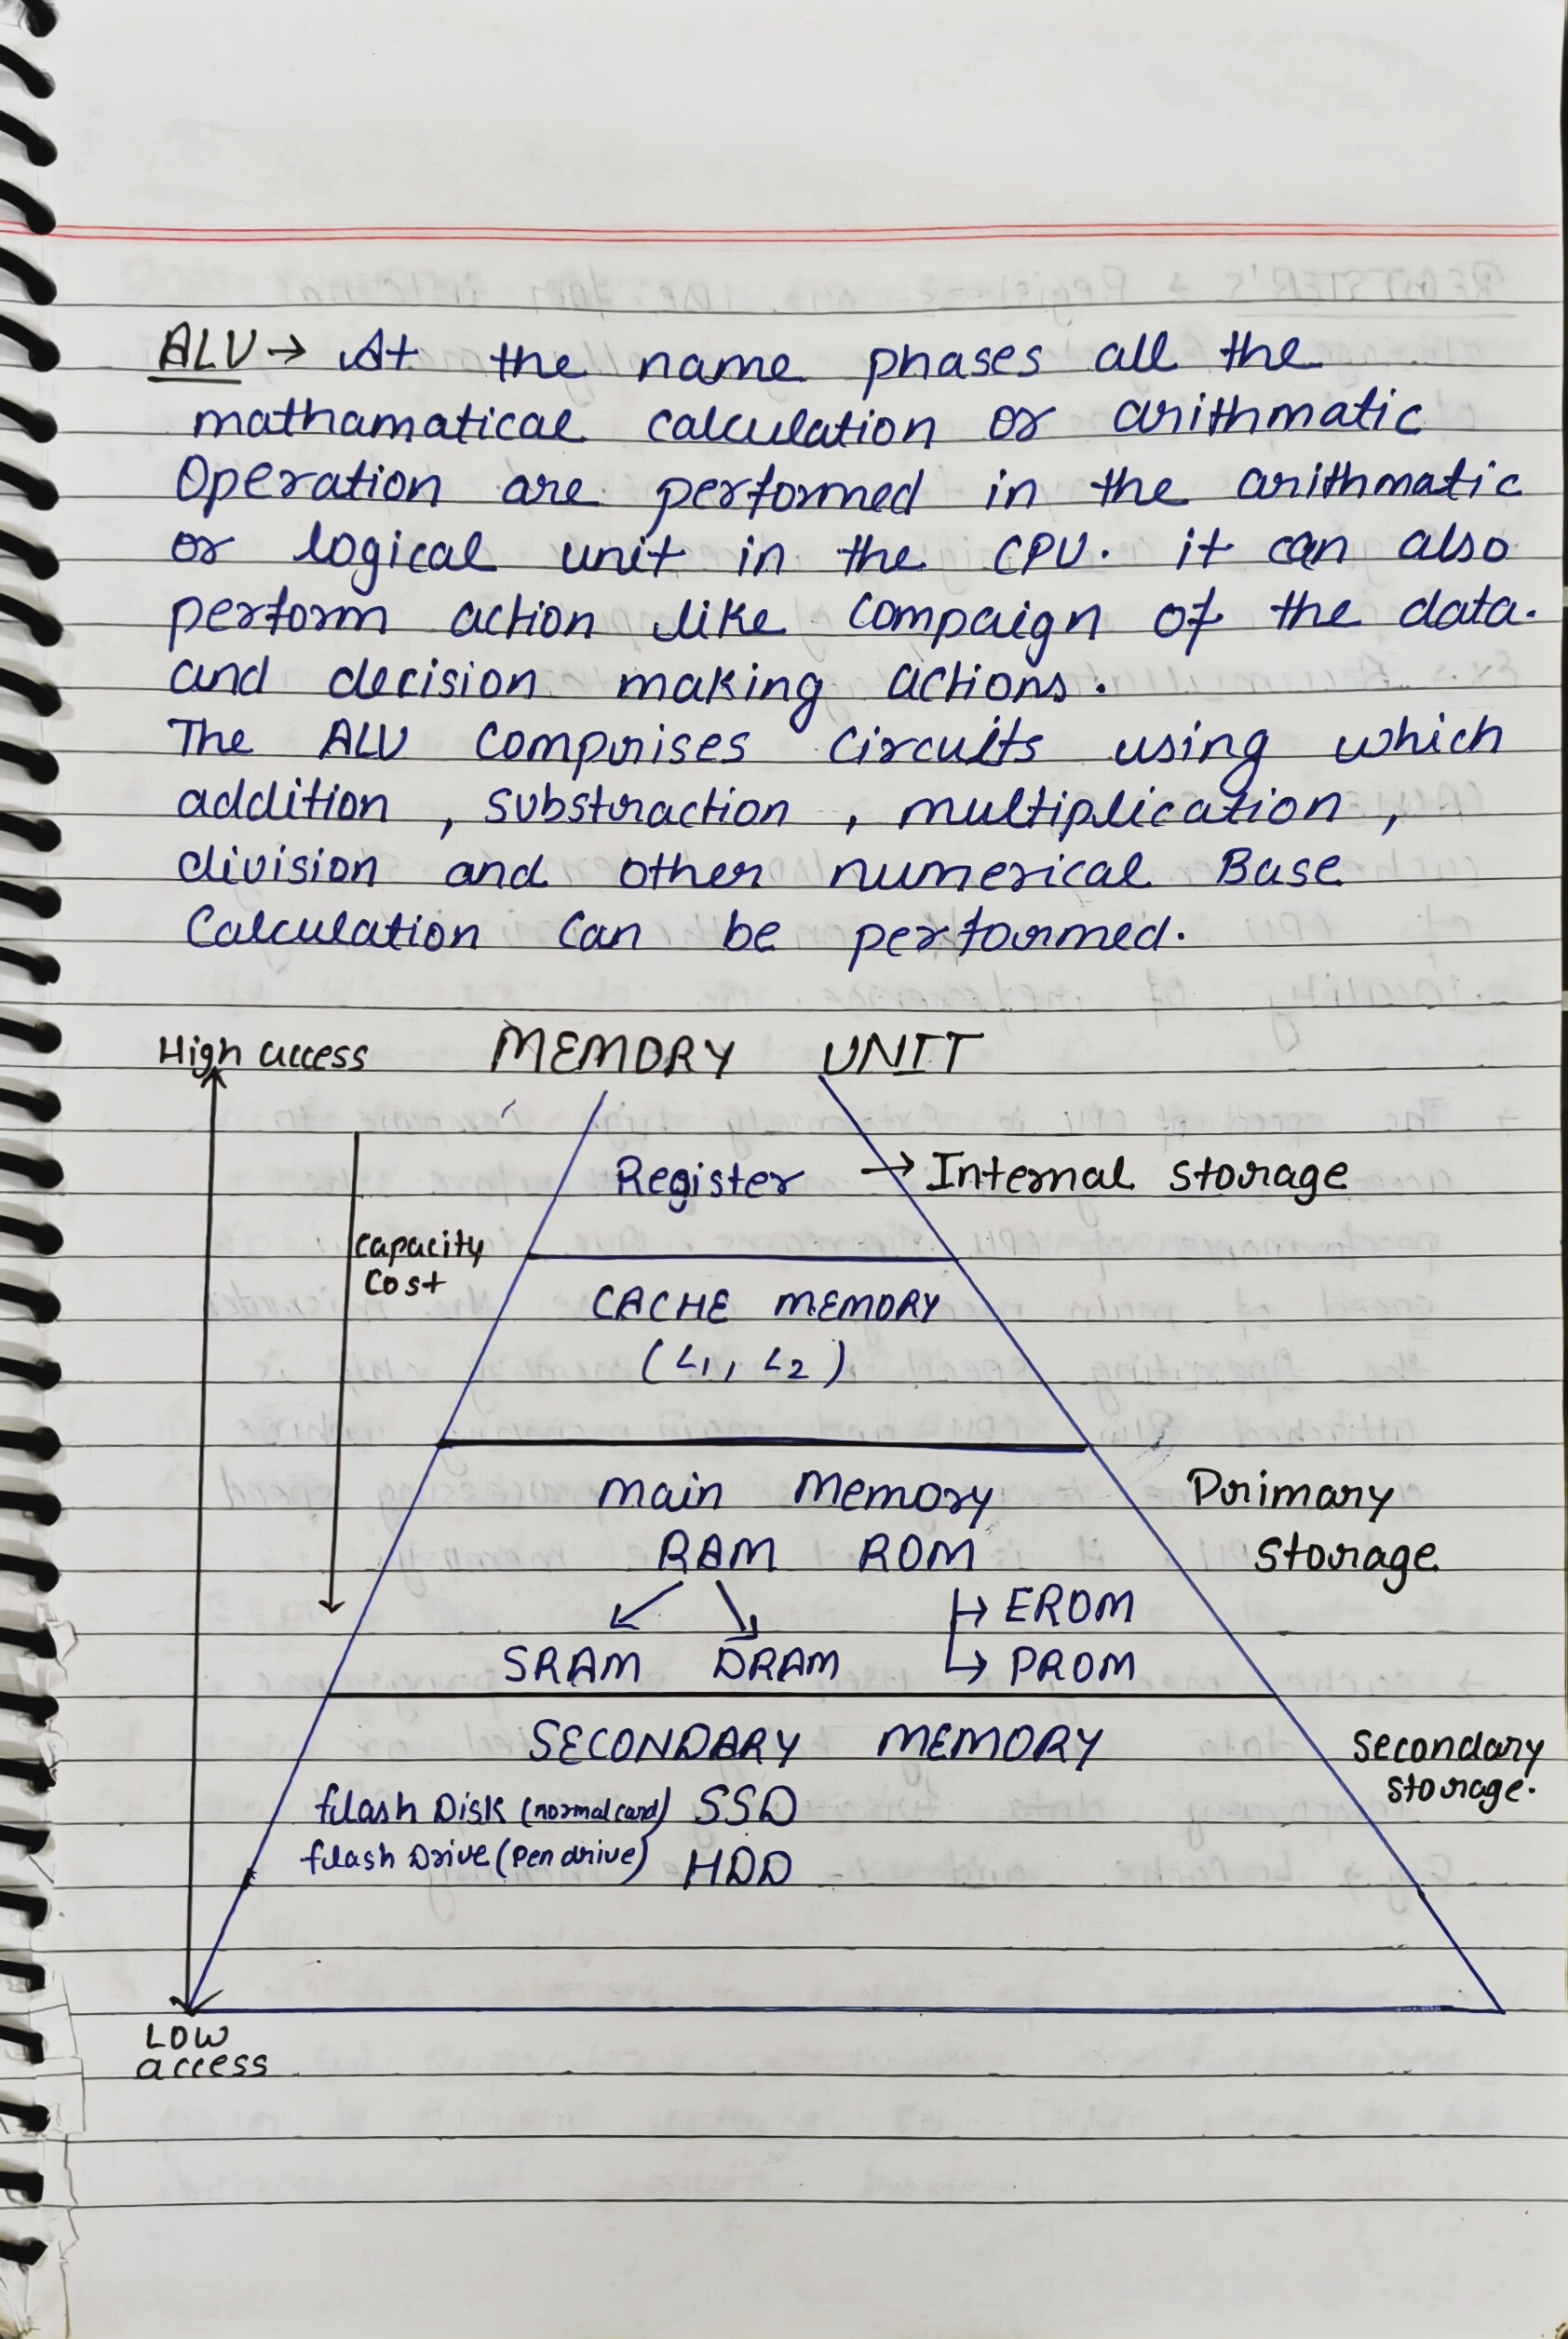 ALU → At the name phases all the
mathamatical calculation or arithmatic
Operation are performed in the arithmatic
or logical unit in the CPU. it can also
perform action like Compaign of the data.
and decision making actions.
The ALU Comprises Circuits using which
addition , substraction , multiplication ,
division and other numerical Base
Calculation Can be performed.
High access MEMORY UNIT
Register → Internal storage
Capacity
Cost
CACHE MEMORY
(L1, L2)
Main Memory Primary
RAM ROM Storage
→ EROM
SRAM DRAM → PROM
SECONDARY MEMORY Secondary
storage.
flash Disk (normal card) SSD
flash Drive (Pen drive) HDD
LOW
access